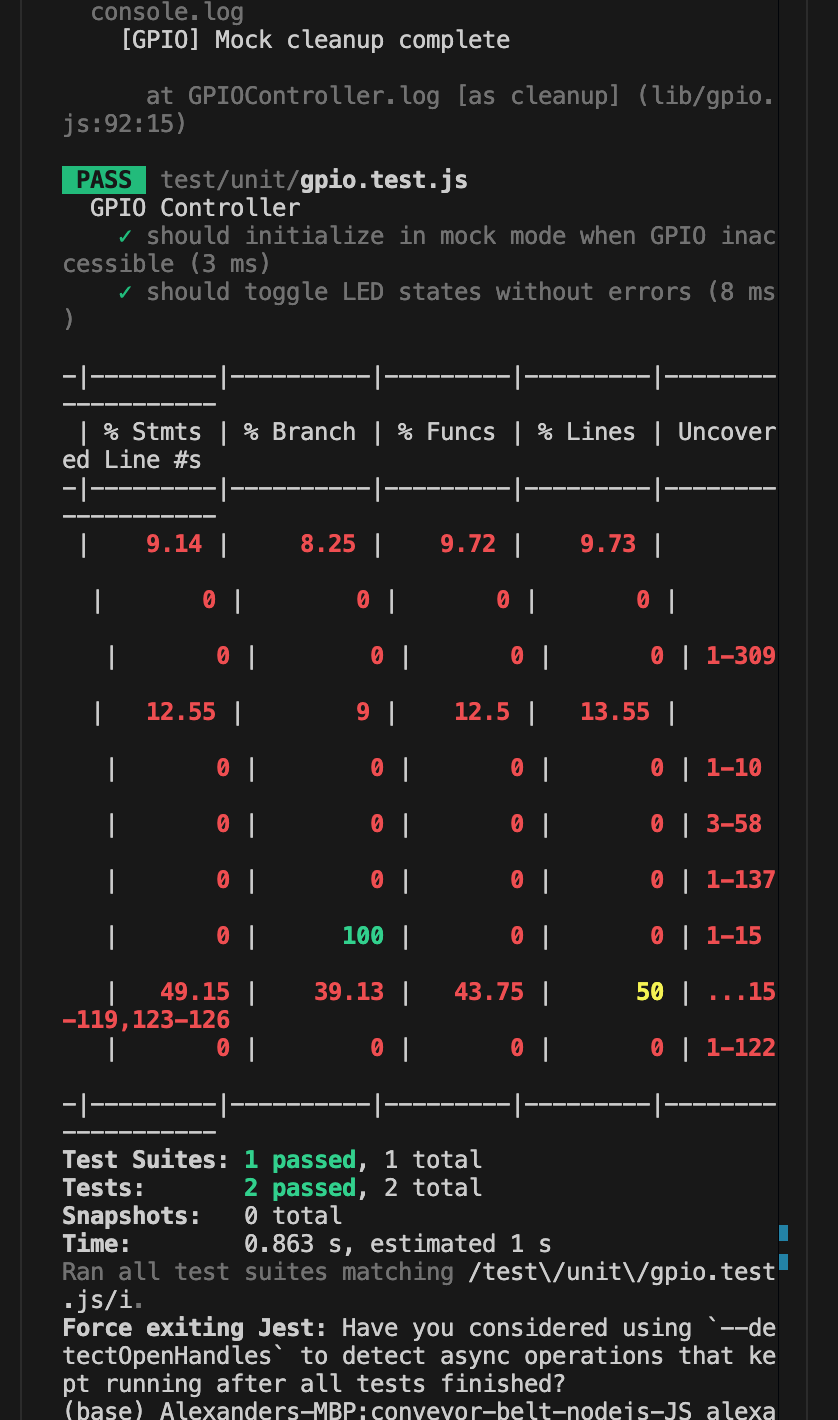 console.log
[GPIO] Mock cleanup complete
at GPIOController.log [as cleanup] (lib/gpio.
js:92:15)
PASS test/unit/gpio.test.js
GPIO Controller
✓ should initialize in mock mode when GPIO inac
cessible (3 ms)
✓ should toggle LED states without errors (8 ms
)
-|---------|----------|---------|---------|--------
-----------
| % Stmts | % Branch | % Funcs | % Lines | Uncover
ed Line #s
-|---------|----------|---------|---------|--------
-----------
| 9.14 | 8.25 | 9.72 | 9.73 |
| 0 | 0 | 0 | 0 |
| 0 | 0 | 0 | 0 | 1-309
| 12.55 | 9 | 12.5 | 13.55 |
| 0 | 0 | 0 | 0 | 1-10
| 0 | 0 | 0 | 0 | 3-58
| 0 | 0 | 0 | 0 | 1-137
| 0 | 100 | 0 | 0 | 1-15
| 49.15 | 39.13 | 43.75 | 50 | ...15
-119,123-126
| 0 | 0 | 0 | 0 | 1-122
-|---------|----------|---------|---------|--------
-----------
Test Suites: 1 passed, 1 total
Tests: 2 passed, 2 total
Snapshots: 0 total
Time: 0.863 s, estimated 1 s
Ran all test suites matching /test\/unit\/gpio.test
.js/i.
Force exiting Jest: Have you considered using `--de
tectOpenHandles` to detect async operations that ke
pt running after all tests finished?
(base) Alexanders-MBP:conveyor-belt-nodejs-JS alexa